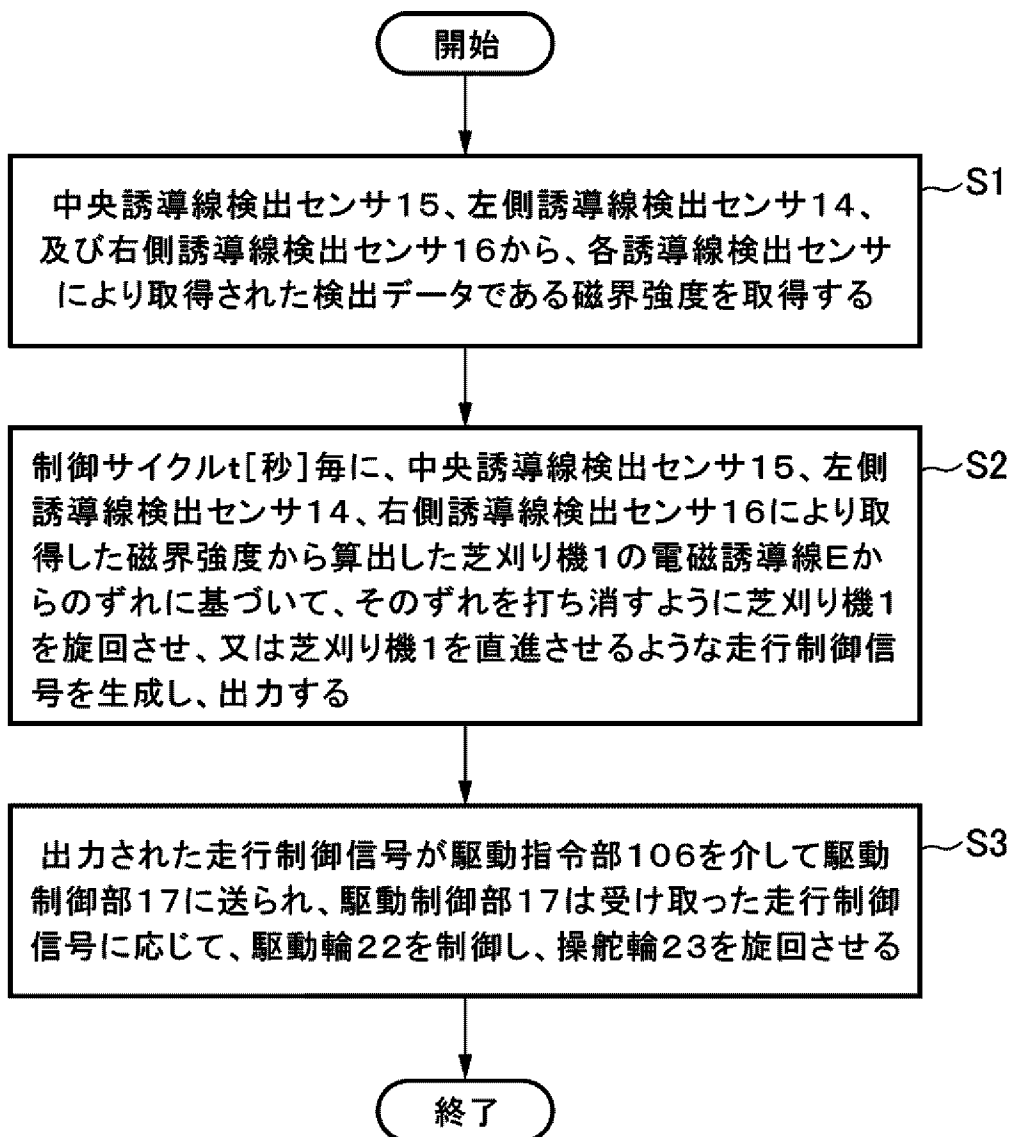 開始
S1
中央誘導線検出センサ15、左側誘導線検出センサ14、
及び右側誘導線検出センサ16から、各誘導線検出センサ
により取得された検出データである磁界強度を取得する
S2
制御サイクルt[秒]毎に、中央誘導線検出センサ15、左側
誘導線検出センサ14、右側誘導線検出センサ16により取
得した磁界強度から算出した芝刈り機1の電磁誘導線Eか
らのずれに基づいて、そのずれを打ち消すように芝刈り機1
を旋回させ、又は芝刈り機1を直進させるような走行制御信
号を生成し、出力する
S3
出力された走行制御信号が駆動指令部106を介して駆動
制御部17に送られ、駆動制御部17は受け取った走行制御
信号に応じて、駆動輪22を制御し、操舵輪23を旋回させる
終了